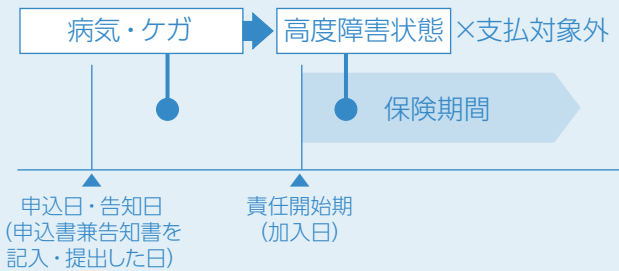 病気・ケガ
高度障害状態
×支払対象外
保険期間
申込日・告知日
(申込書兼告知書を
記入・提出した日)
責任開始期
(加入日)